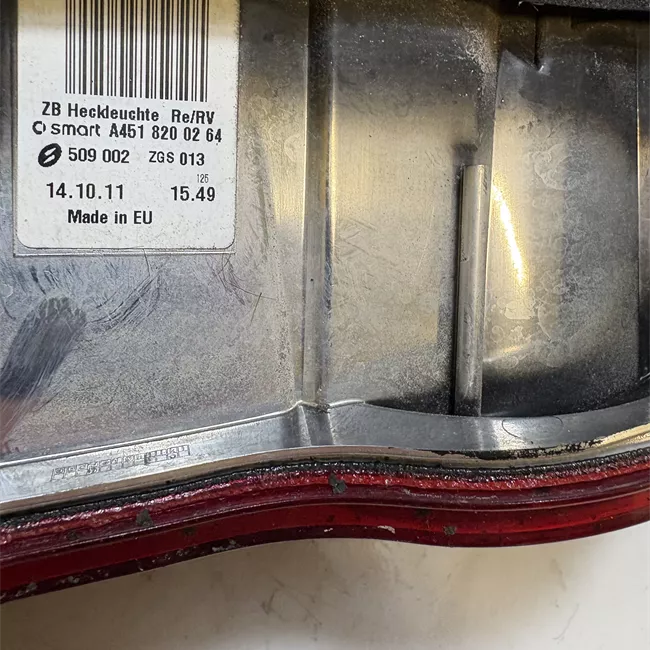 ZB Heckleuchte Re/RV
smart A451 820 02 64
509 002 ZGS 013
126
14.10.11 15.49
Made in EU